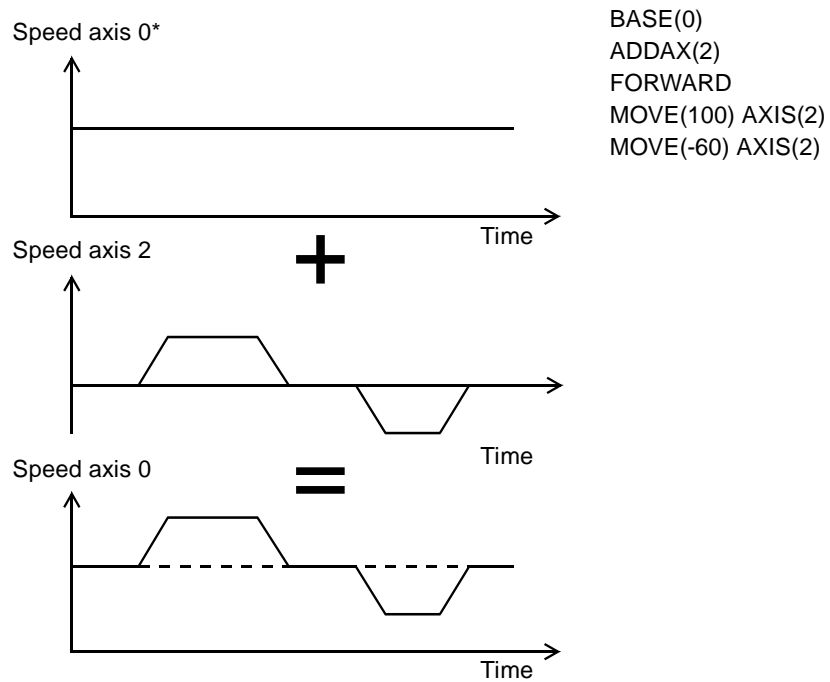 Speed axis 0*
BASE(0)
ADDAX(2)
FORWARD
MOVE(100) AXIS(2)
MOVE(-60) AXIS(2)
Time
+
Speed axis 2
Time
=
Speed axis 0
Time